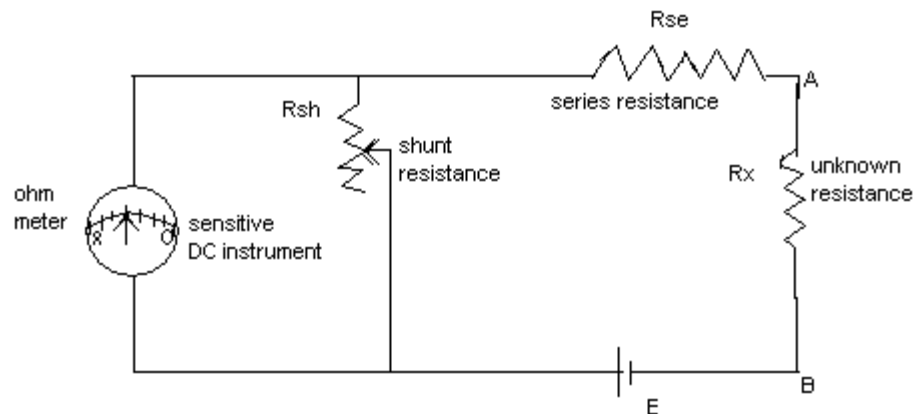 Rse
A
series resistance
Rsh
shunt
resistance
Rx
unknown
resistance
ohm
meter
∞
O
sensitive
DC instrument
E
B